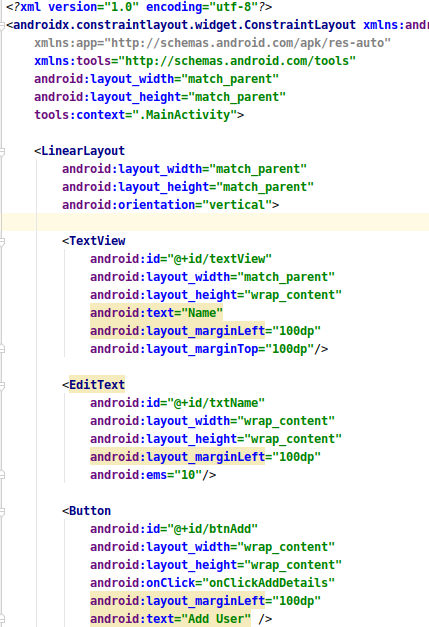 <?xml version="1.0" encoding="utf-8"?>
<androidx.constraintlayout.widget.ConstraintLayout xmlns:andr
xmlns:app="http://schemas.android.com/apk/res-auto"
xmlns:tools="http://schemas.android.com/tools"
android:layout_width="match_parent"
android:layout_height="match_parent"
tools:context=".MainActivity">
<LinearLayout
android:layout_width="match_parent"
android:layout_height="match_parent"
android:orientation="vertical">
<TextView
android:id="@+id/textView"
android:layout_width="match_parent"
android:layout_height="wrap_content"
android:text="Name"
android:layout_marginLeft="100dp"
android:layout_marginTop="100dp"/>
<EditText
android:id="@+id/txtName"
android:layout_width="wrap_content"
android:layout_height="wrap_content"
android:layout_marginLeft="100dp"
android:ems="10"/>
<Button
android:id="@+id/btnAdd"
android:layout_width="wrap_content"
android:layout_height="wrap_content"
android:onClick="onClickAddDetails"
android:layout_marginLeft="100dp"
android:text="Add User" />